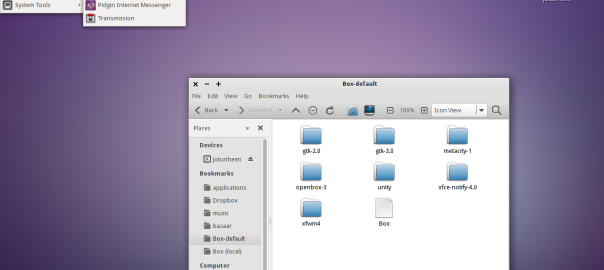 System Tools
Pidgin Internet Messenger
Transmission
Box-default
File Edit View Go Bookmarks Help
Back Forward 100% Icon View
Places
Devices
jotunheim
Bookmarks
applications
Dropbox
music
bazaar
Box-default
Box (local)
Computer
gtk-2.0 gtk-3.0 metacity-1
openbox-3 unity xfce-notify-4.0
xfwm4 Box